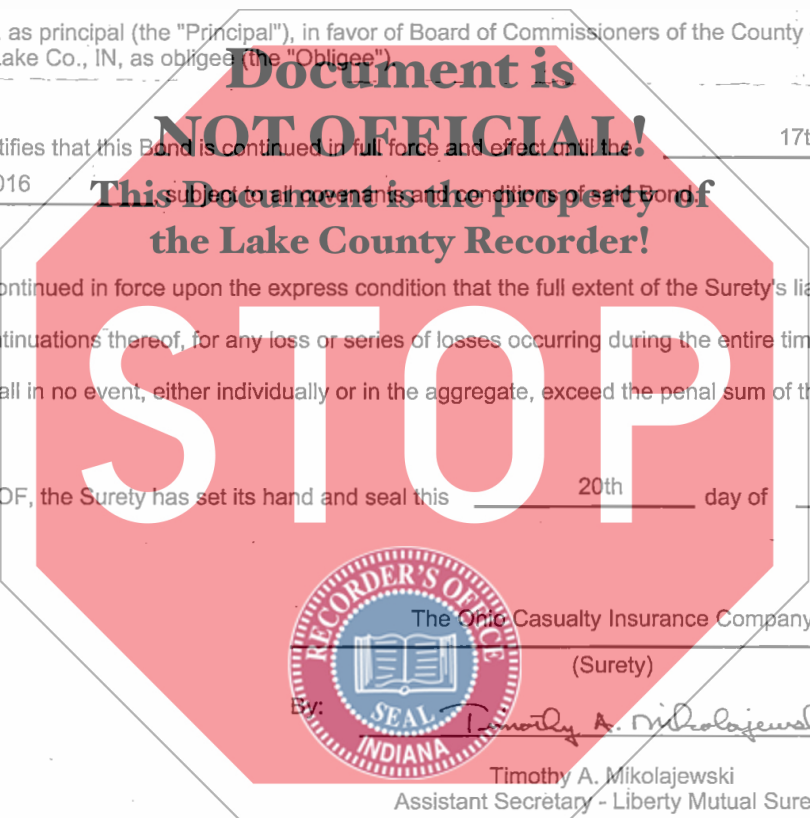 as principal (the "Principal"), in favor of Board of Commissioners of the County
Lake Co., IN, as obligee (the "Obligee").
Document is
NOT OFFICIAL!
tifies that this Bond is continued in full force and effect until the 17t
016 , subject to all covenants and conditions of said Bond.
This Document is the property of
the Lake County Recorder!
ontinued in force upon the express condition that the full extent of the Surety's lia
STOP
tinuations thereof, for any loss or series of losses occurring during the entire tim
all in no event, either individually or in the aggregate, exceed the penal sum of th
OF, the Surety has set its hand and seal this 20th day of
RECORDER'S OFFICE
SEAL
INDIANA
The Ohio Casualty Insurance Company
(Surety)
By: Timothy A. Mikolajewsk
Timothy A. Mikolajewski
Assistant Secretary - Liberty Mutual Sure